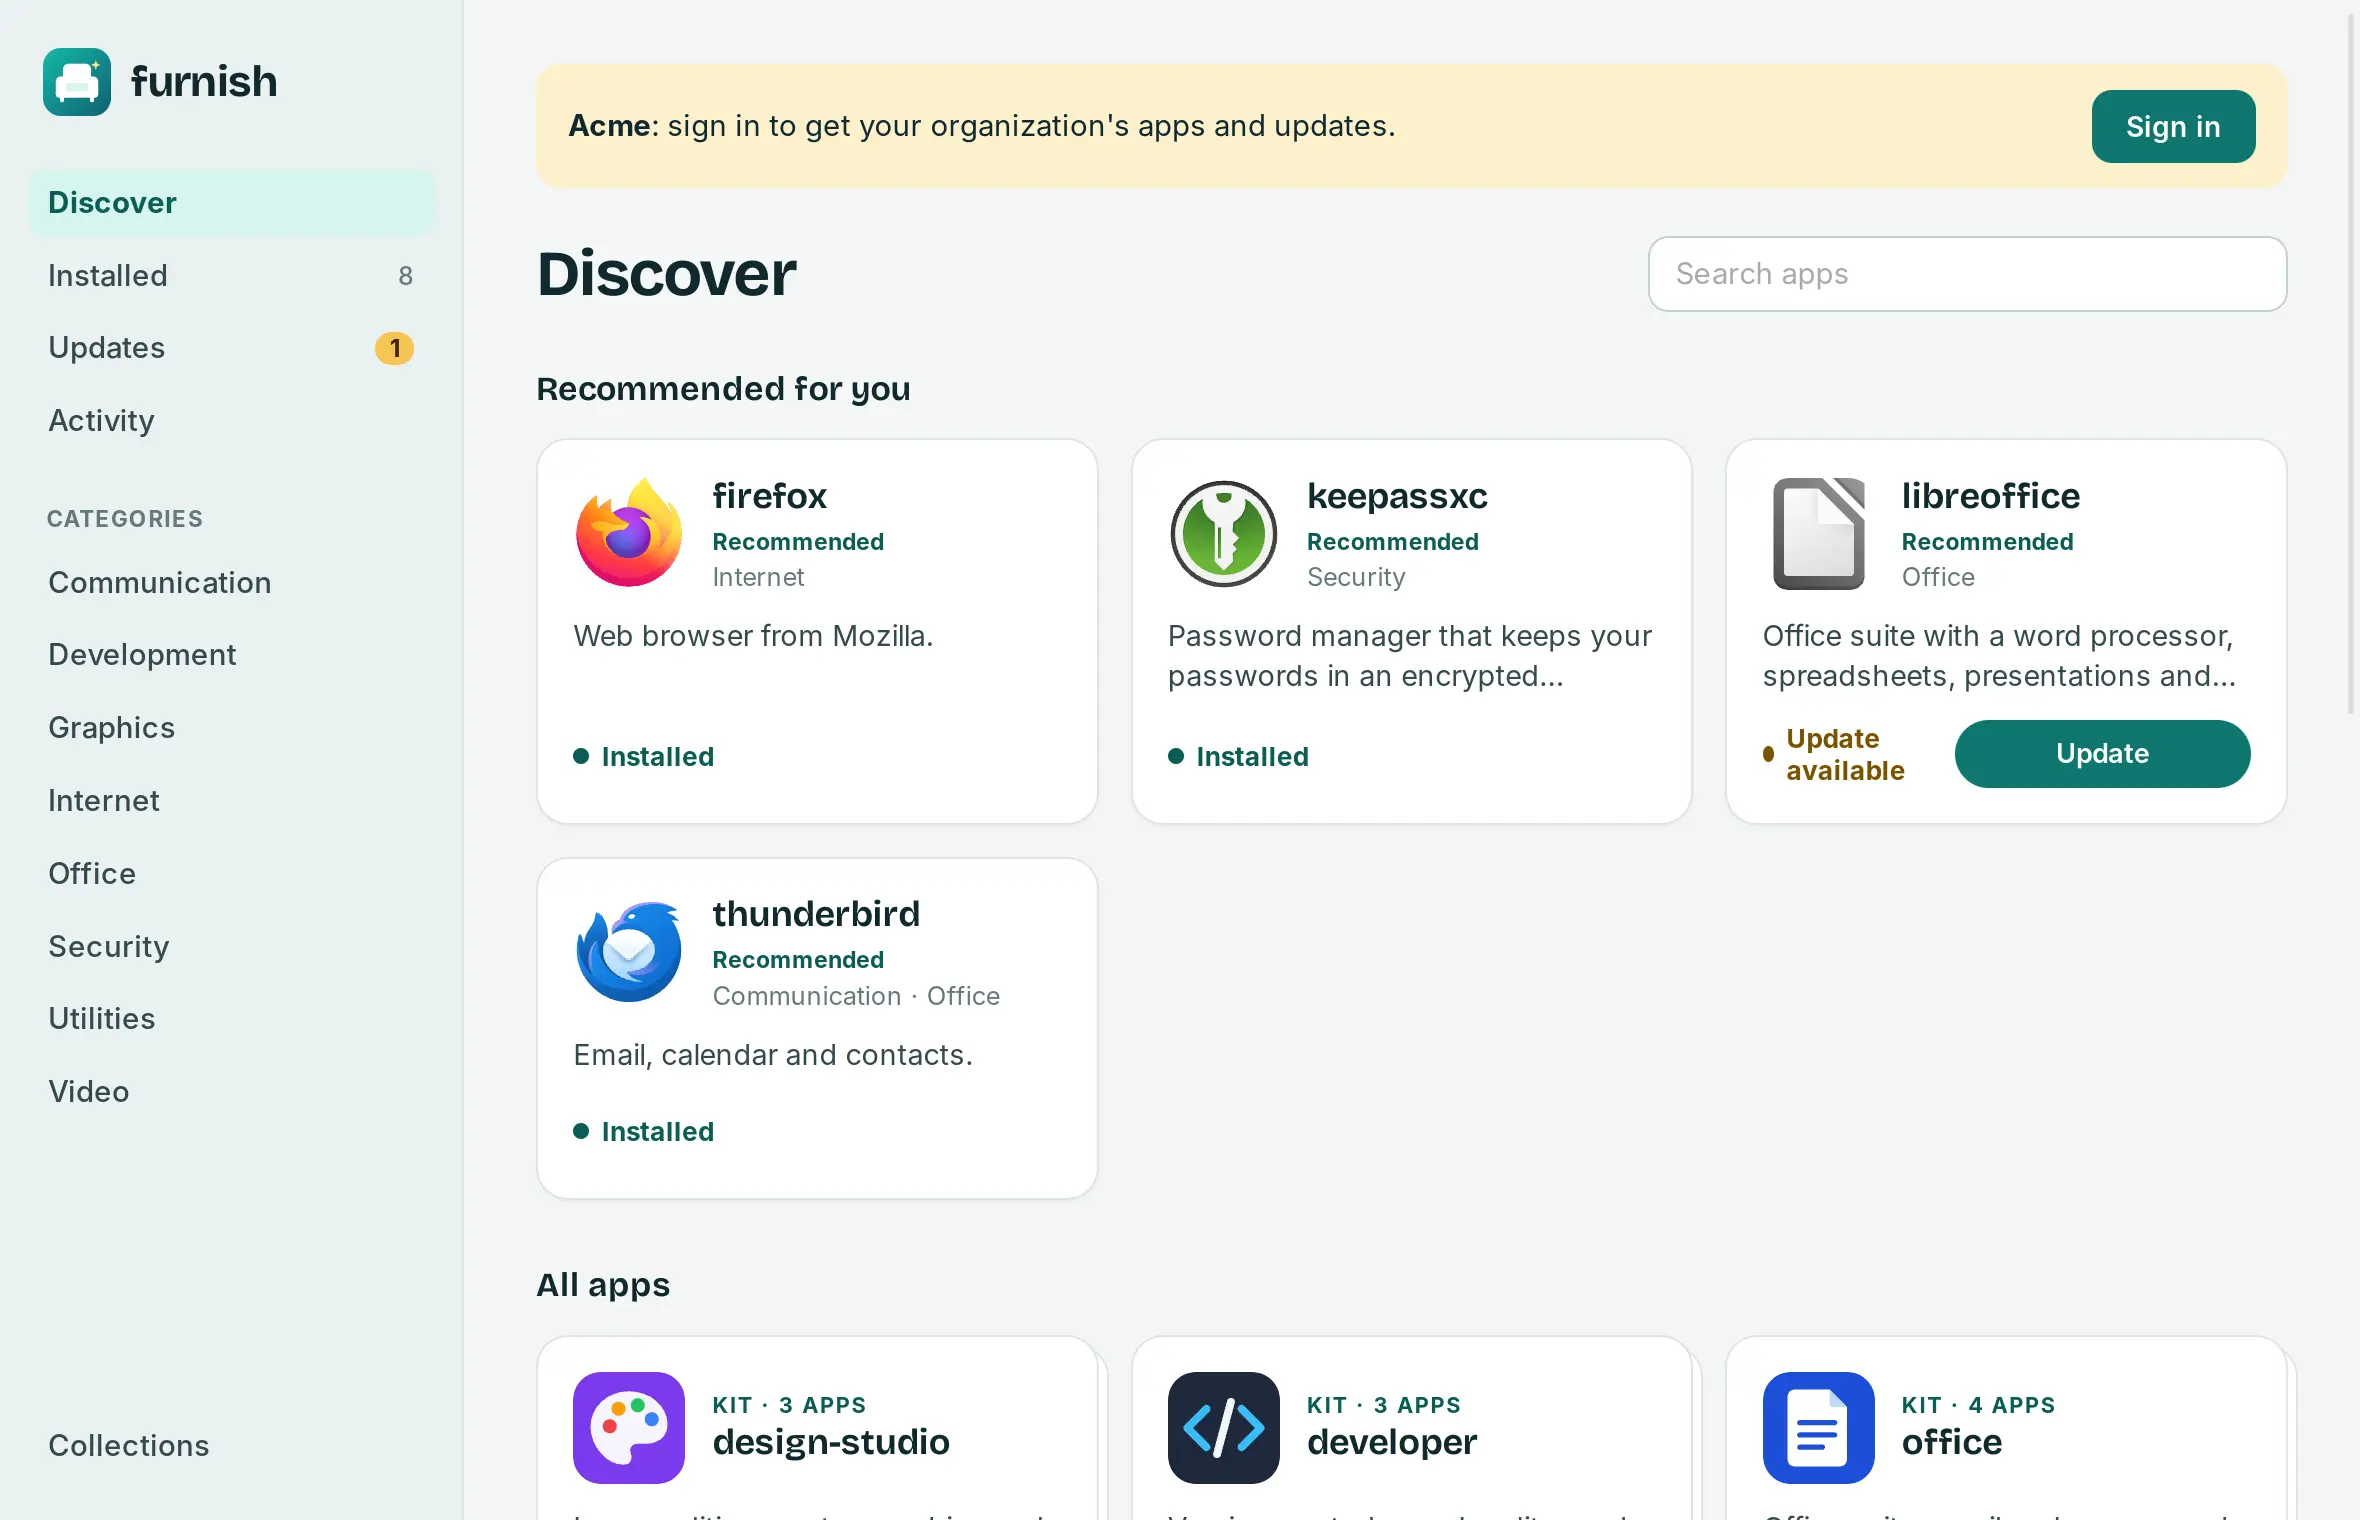 furnish
Discover
Installed 8
Updates 1
Activity
CATEGORIES
Communication
Development
Graphics
Internet
Office
Security
Utilities
Video
Collections
Acme: sign in to get your organization's apps and updates.
Sign in
Discover
Search apps
Recommended for you
firefox
Recommended
Internet
Web browser from Mozilla.
Installed
keepassxc
Recommended
Security
Password manager that keeps your
passwords in an encrypted...
Installed
libreoffice
Recommended
Office
Office suite with a word processor,
spreadsheets, presentations and...
Update
available
Update
thunderbird
Recommended
Communication · Office
Email, calendar and contacts.
Installed
All apps
KIT · 3 APPS
design-studio
KIT · 3 APPS
developer
KIT · 4 APPS
office